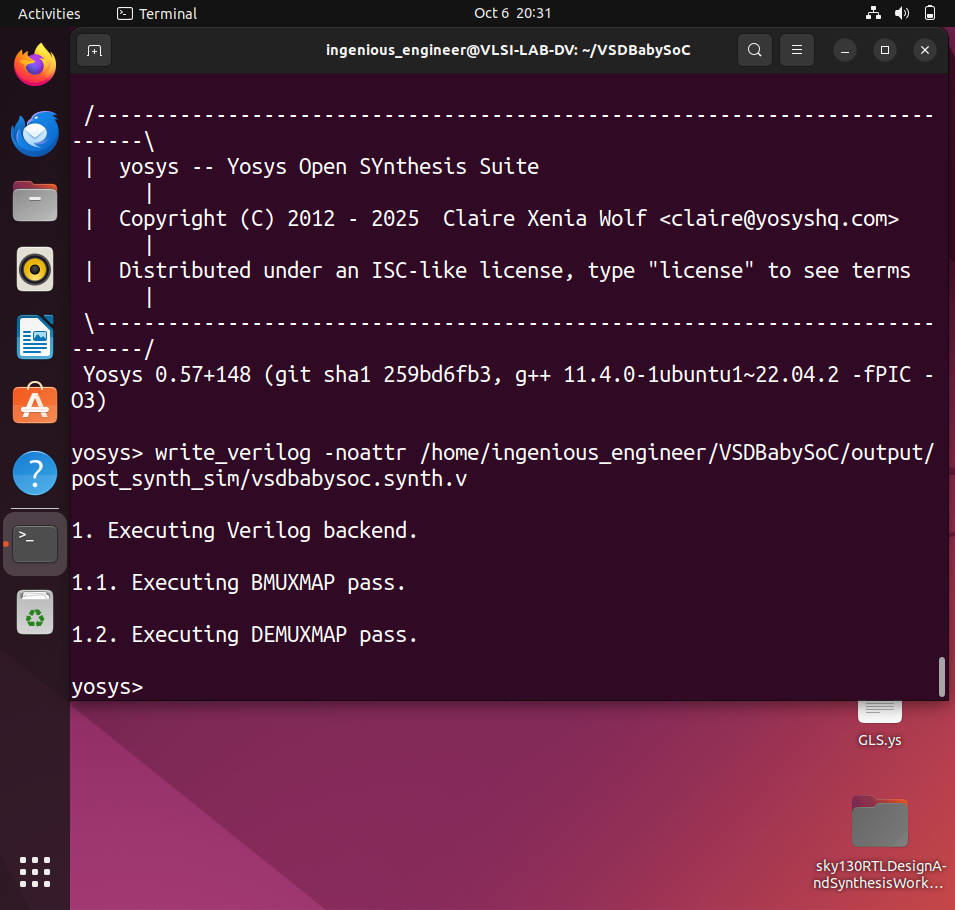 Activities
Terminal
Oct 6 20:31
ingenious_engineer@VLSI-LAB-DV: ~/VSDBabySoC
/----------------------------------------------------------------------
------\
| yosys -- Yosys Open SYnthesis Suite
|
| Copyright (C) 2012 - 2025 Claire Xenia Wolf <claire@yosyshq.com>
|
| Distributed under an ISC-like license, type "license" to see terms
|
\----------------------------------------------------------------------
------/
Yosys 0.57+148 (git sha1 259bd6fb3, g++ 11.4.0-1ubuntu1~22.04.2 -fPIC -
O3)
yosys> write_verilog -noattr /home/ingenious_engineer/VSDBabySoC/output/
post_synth_sim/vsdbabysoc.synth.v
1. Executing Verilog backend.
1.1. Executing BMUXMAP pass.
1.2. Executing DEMUXMAP pass.
yosys>
GLS.ys
sky130RTLDesignA-
ndSynthesisWork...